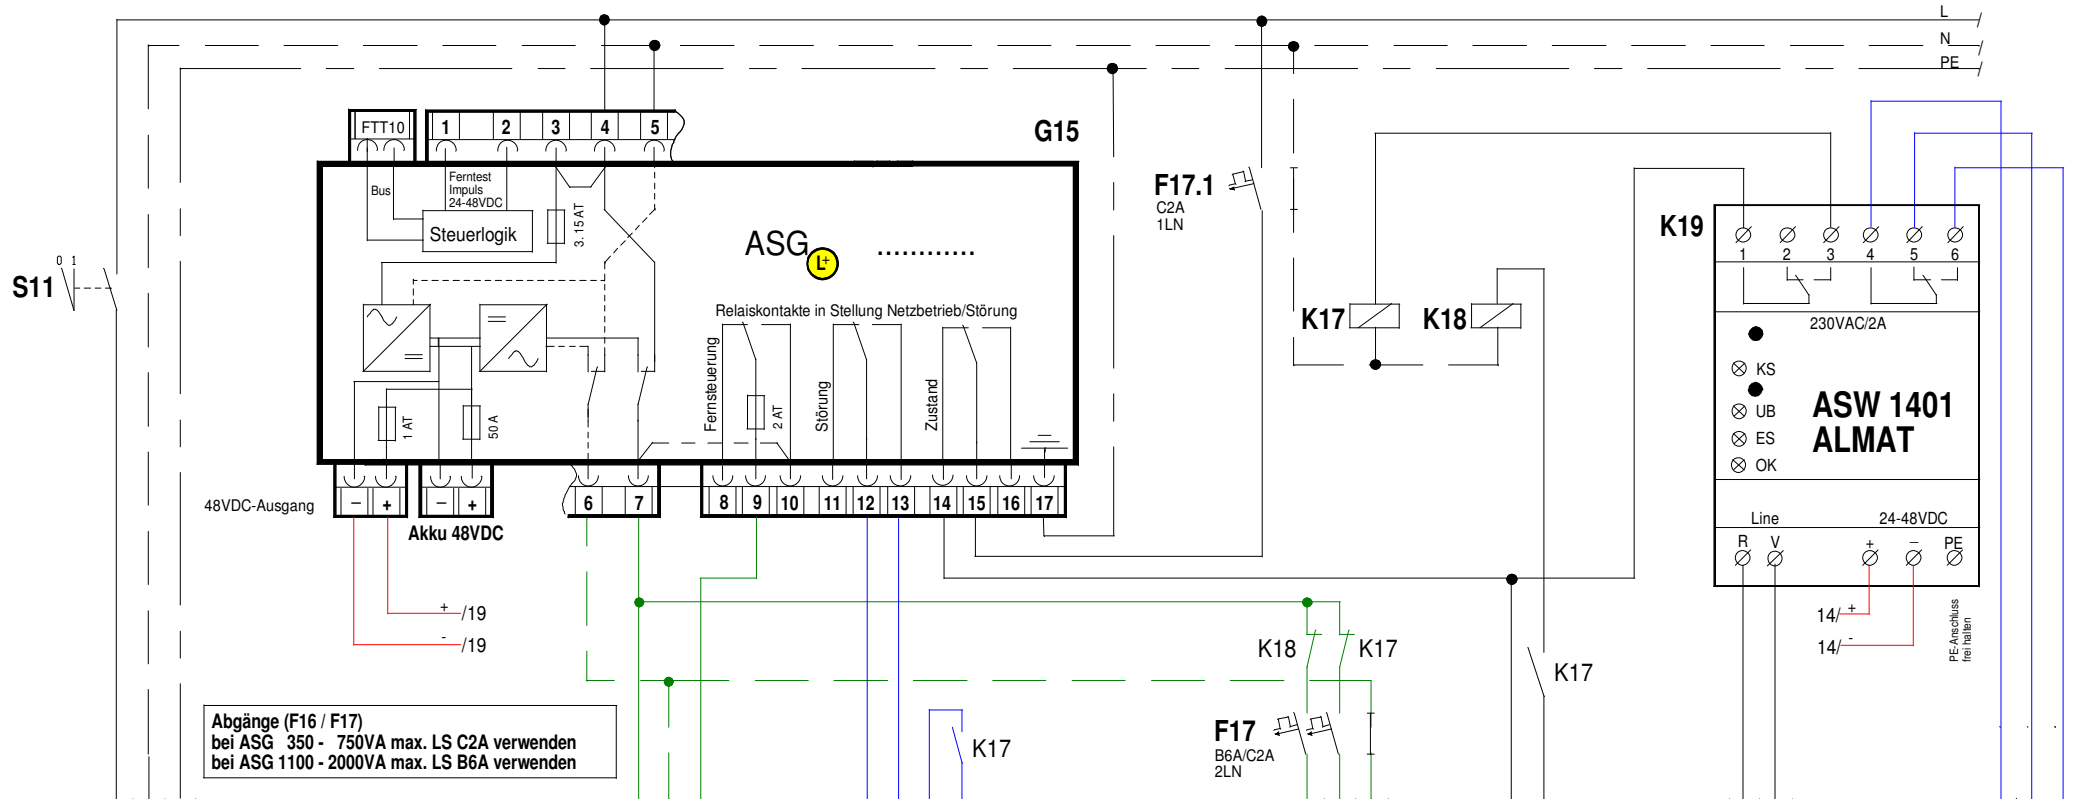 L
N
PE
FTT10
1 2 3 4 5
G15
Bus
Ferntest
Impuls
24-48VDC
Steuerlogik
3.15 AT
ASG
L+
............
F17.1
C2A
1LN
K19
1 2 3 4 5 6
0 1
S11
Relaiskontakte in Stellung Netzbetrieb/Störung
K17
K18
230VAC/2A
KS
UB
ES
OK
ASW 1401
ALMAT
1 AT
50 A
Fernsteuerung
2 AT
Störung
Zustand
48VDC-Ausgang
– +
– +
6 7
8 9 10 11 12 13 14 15 16 17
Akku 48VDC
Line
24-48VDC
R V + – PE
+ /19
- /19
14/ +
14/ -
PE-Anschluss
frei halten
K18
K17
K17
F17
B6A/C2A
2LN
K17
Abgänge (F16 / F17)
bei ASG 350 - 750VA max. LS C2A verwenden
bei ASG 1100 - 2000VA max. LS B6A verwenden